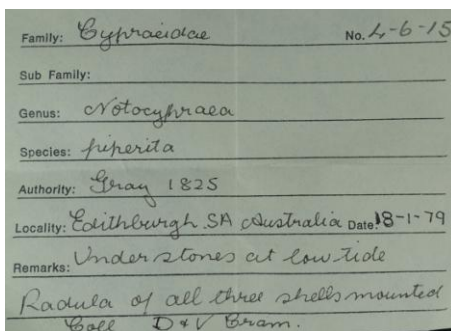 Family: Cypraeidae No. 4-6-15
Sub Family:
Genus: Notocypraea
Species: piperita
Authority: Gray 1825
Locality: Edithburgh SA Australia Date: 18-1-79
Remarks: Under stones at low tide
Radula of all three shells mounted
Coll D & V Bram.